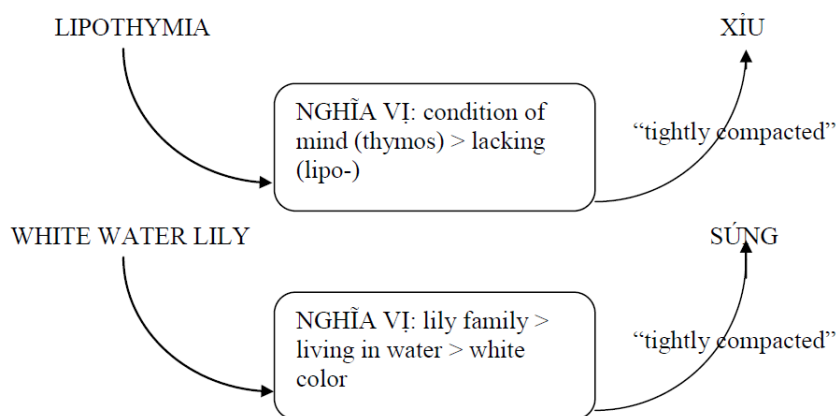 LIPOTHYMIA
XỈU
NGHĨA VỊ: condition of
mind (thymos) > lacking
(lipo-)
“tightly compacted”
WHITE WATER LILY
SÚNG
NGHĨA VỊ: lily family >
living in water > white
color
“tightly compacted”